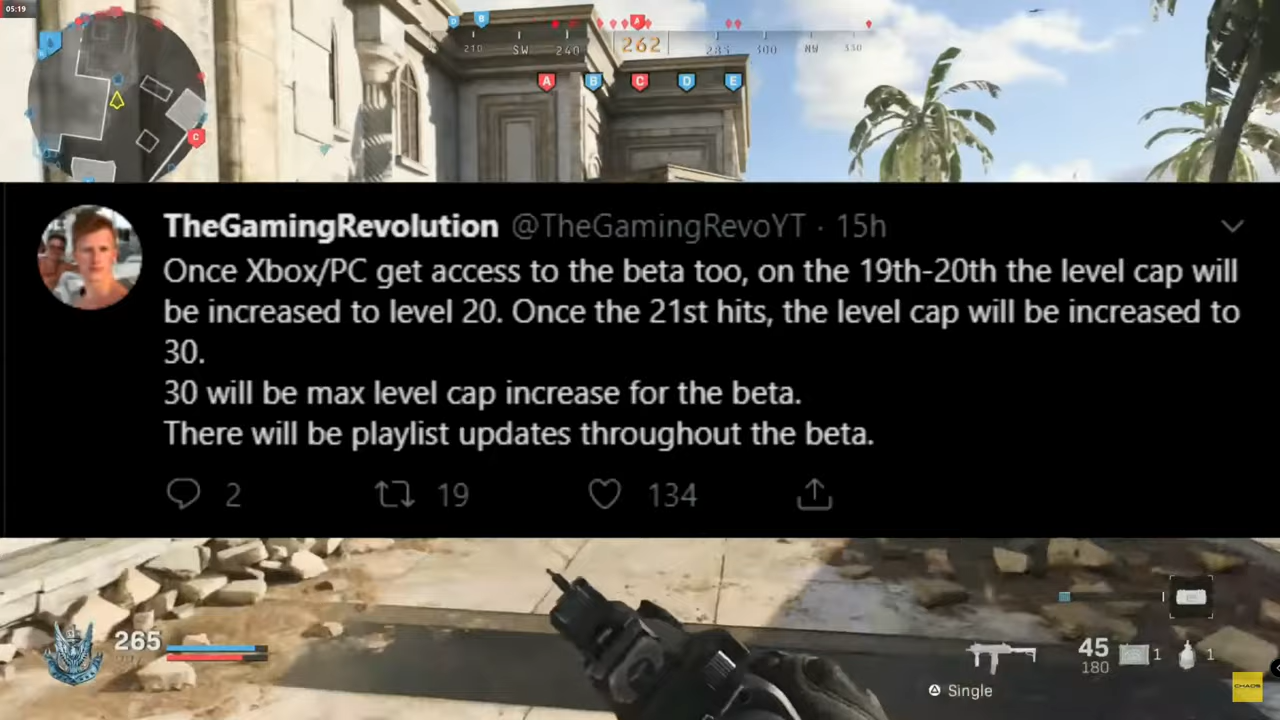 05:19
D B A
210 SW 240 262 285 300 NW 330
A B C D E
C
TheGamingRevolution @TheGamingRevoYT · 15h
Once Xbox/PC get access to the beta too, on the 19th-20th the level cap will
be increased to level 20. Once the 21st hits, the level cap will be increased to
30.
30 will be max level cap increase for the beta.
There will be playlist updates throughout the beta.
2 19 134
265
45 1 1
180
Single
CHAOS